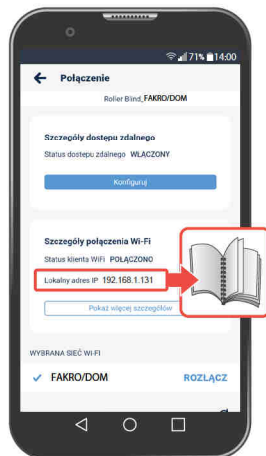 71% 14:00
Połączenie
Roller Blind_FAKRO/DOM
Szczegóły dostępu zdalnego
Status dostępu zdalnego WŁĄCZONY
Konfiguruj
Szczegóły połączenia Wi-Fi
Status klienta WiFi POŁĄCZONO
Lokalny adres IP 192.168.1.131
Pokaż więcej szczegółów
WYBRANA SIEĆ WI-FI
FAKRO/DOM ROZŁĄCZ